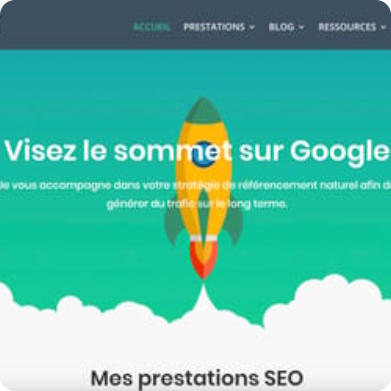 ACCUEIL PRESTATIONS BLOG RESSOURCES
Visez le sommet sur Google
Je vous accompagne dans votre stratégie de référencement naturel afin de
générer du trafic sur le long terme.
Mes prestations SEO